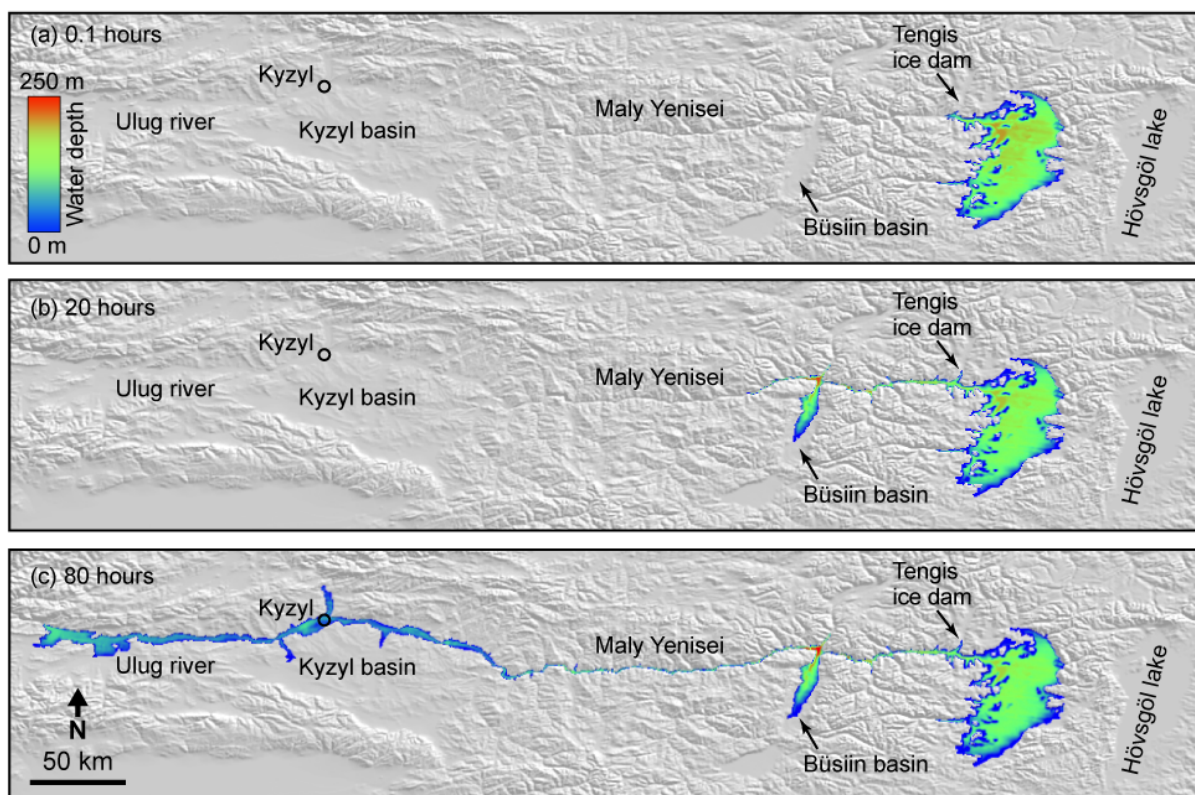 (a) 0.1 hours
250 m
Water depth
0 m
Kyzyl
Ulug river
Kyzyl basin
Maly Yenisei
Tengis
ice dam
Büsiin basin
Hövsgöl lake
(b) 20 hours
Kyzyl
Ulug river
Kyzyl basin
Maly Yenisei
Tengis
ice dam
Büsiin basin
Hövsgöl lake
(c) 80 hours
Kyzyl
Ulug river
Kyzyl basin
Maly Yenisei
Tengis
ice dam
Büsiin basin
Hövsgöl lake
N
50 km